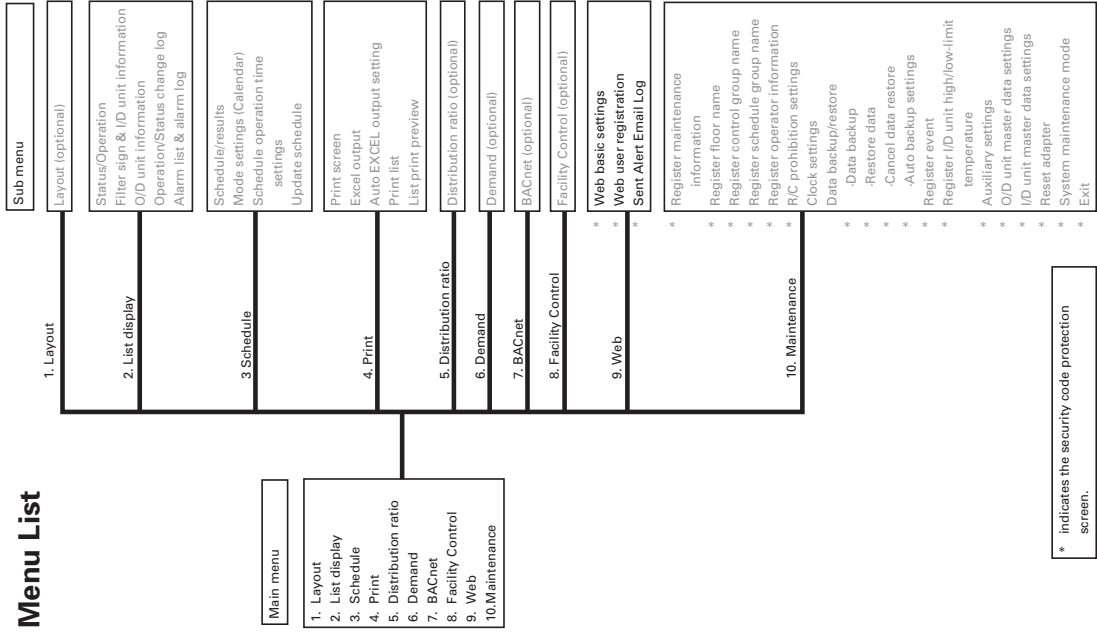 Menu List
Main menu
1. Layout
2. List display
3. Schedule
4. Print
5. Distribution ratio
6. Demand
7. BACnet
8. Facility Control
9. Web
10.Maintenance
Sub menu
1. Layout
Layout (optional)
2. List display
Status/Operation
Filter sign & I/D unit information
O/D unit information
Operation/Status change log
Alarm list & alarm log
3 Schedule
Schedule/results
Mode settings (Calendar)
Schedule operation time
settings
Update schedule
4. Print
Print screen
Excel output
Auto EXCEL output setting
Print list
List print preview
5. Distribution ratio
Distribution ratio (optional)
6. Demand
Demand (optional)
7. BACnet
BACnet (optional)
8. Facility Control
Facility Control (optional)
9. Web
* Web basic settings
* Web user registration
* Sent Alert Email Log
10. Maintenance
* Register maintenance
information
* Register floor name
* Register control group name
* Register schedule group name
* Register operator information
* R/C prohibition settings
Clock settings
Data backup/restore
* ·Data backup
* ·Restore data
* ·Cancel data restore
* ·Auto backup settings
* Register event
* Register I/D unit high/low-limit
temperature
* Auxiliary settings
* O/D unit master data settings
* I/D unit master data settings
* Reset adapter
* System maintenance mode
* Exit
* indicates the security code protection
screen.